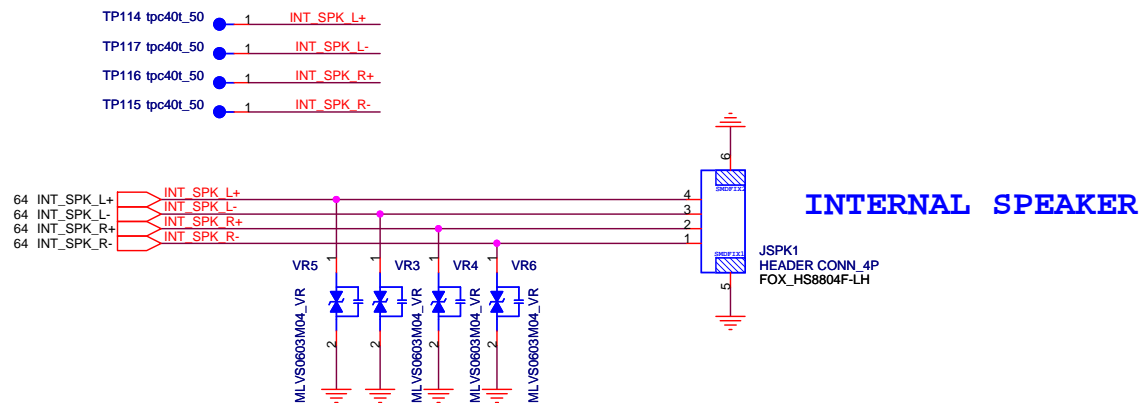 TP114 tpc40t_50 1 INT_SPK_L+
TP117 tpc40t_50 1 INT_SPK_L-
TP116 tpc40t_50 1 INT_SPK_R+
TP115 tpc40t_50 1 INT_SPK_R-
6
SMDFIX2
64 INT_SPK_L+ INT_SPK_L+ 4
64 INT_SPK_L- INT_SPK_L- 3
64 INT_SPK_R+ INT_SPK_R+ 2
64 INT_SPK_R- INT_SPK_R- 1
INTERNAL SPEAKER
SMDFIX1
JSPK1
HEADER CONN_4P
FOX_HS8804F-LH
5
VR5 1 1 VR3 1 VR4 1 VR6
MLVS0603M04_VR
MLVS0603M04_VR
MLVS0603M04_VR
MLVS0603M04_VR
2 2 2 2